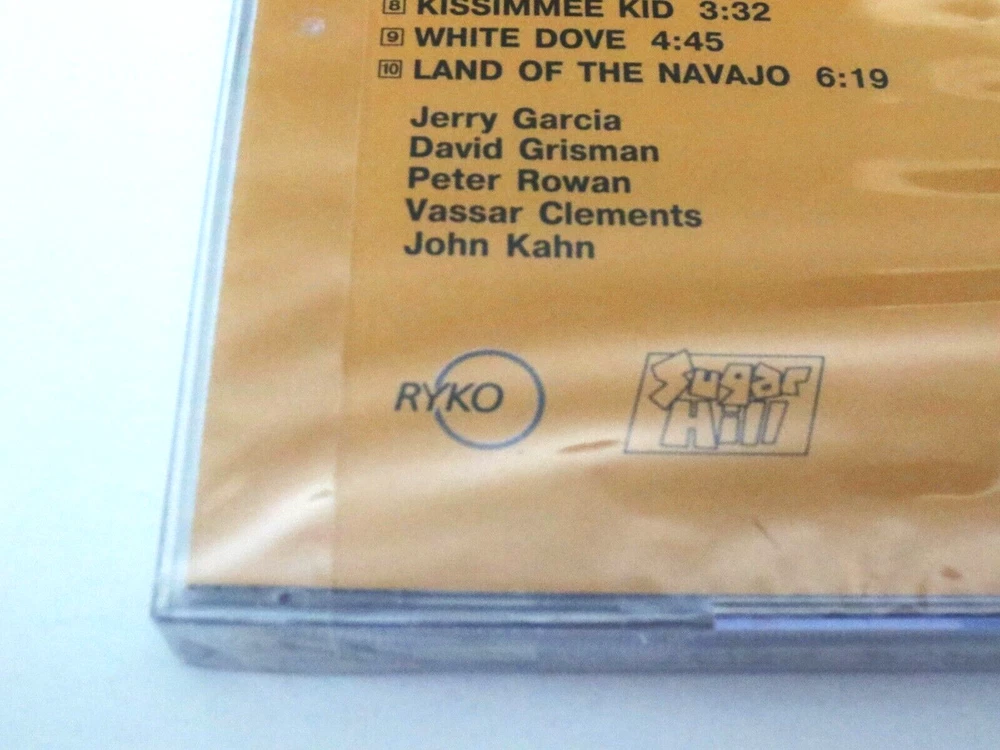 8 KISSIMMEE KID 3:32
9 WHITE DOVE 4:45
10 LAND OF THE NAVAJO 6:19
Jerry Garcia
David Grisman
Peter Rowan
Vassar Clements
John Kahn
RYKO
Sugar
Hill